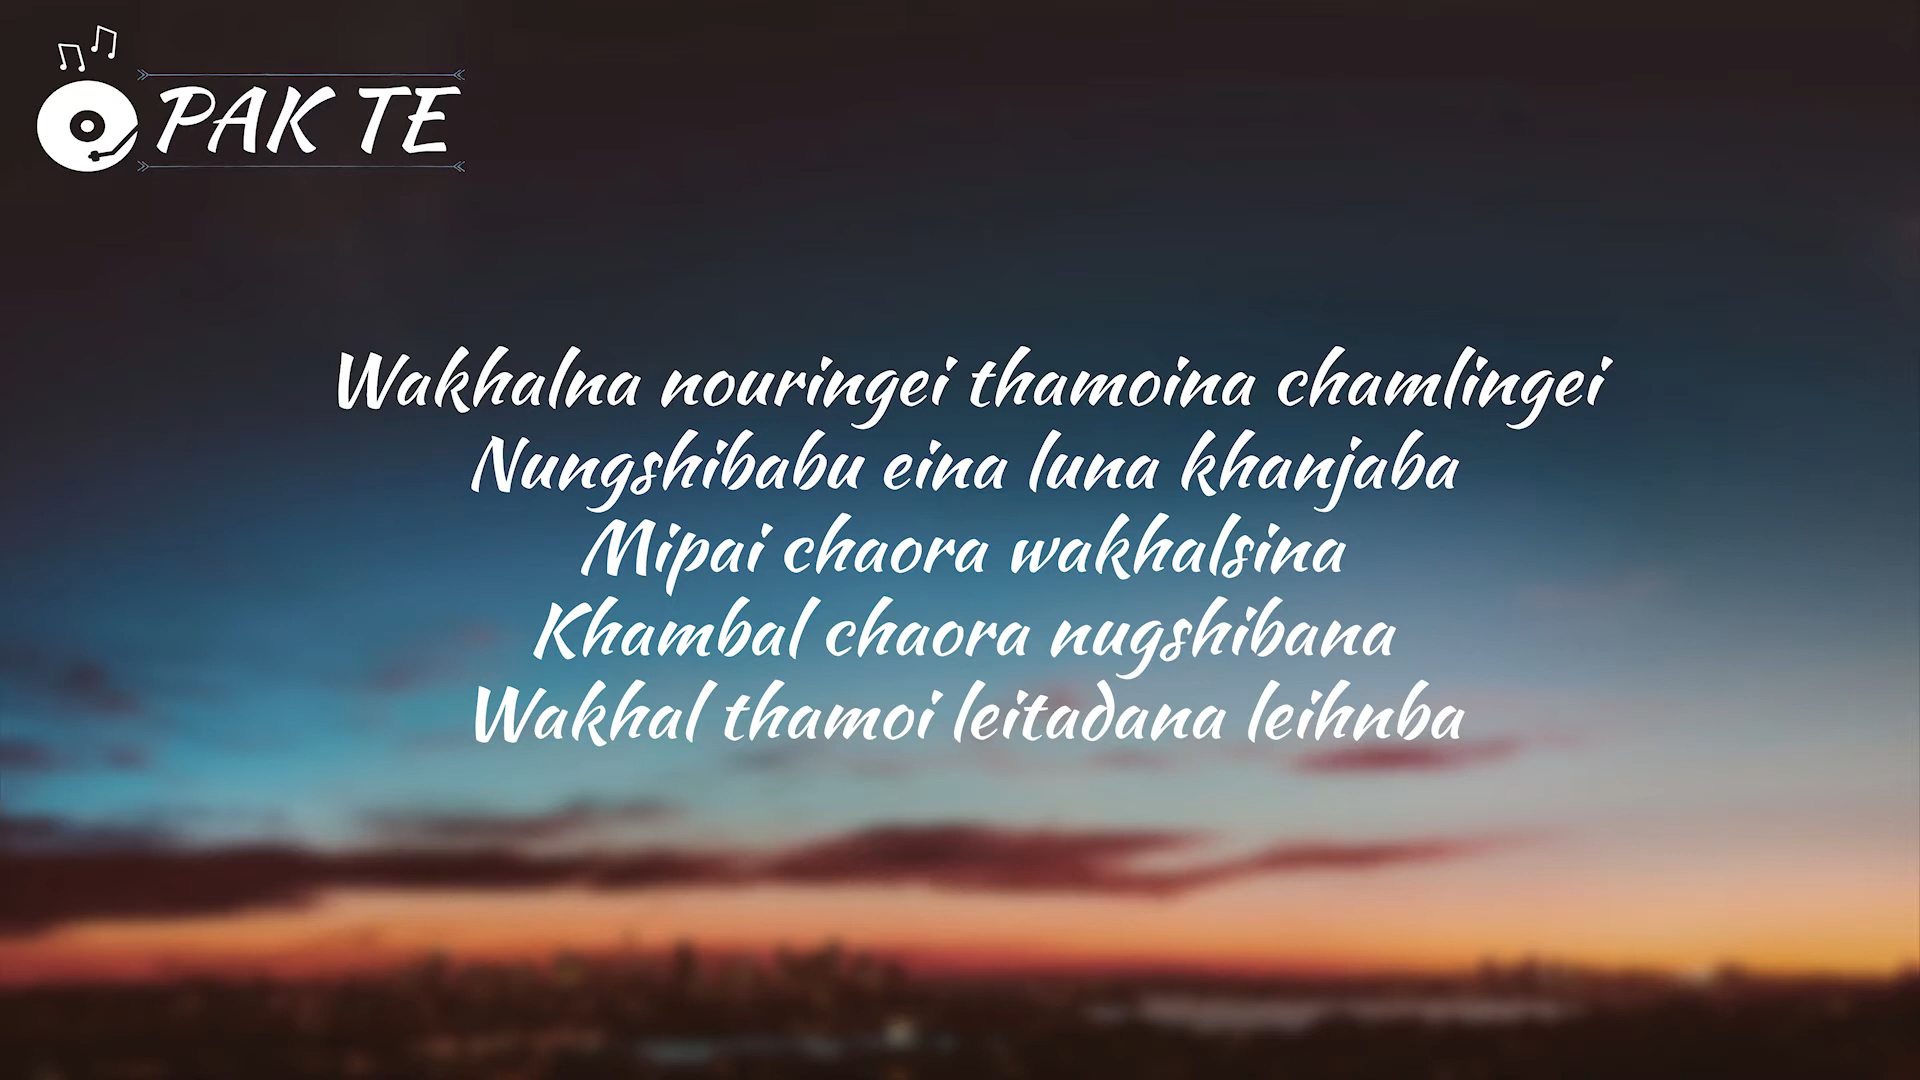 PAK TE
Wakhalna nouringei thamoina chamlingei
Nungshibabu eina luna khanjaba
Mipai chaora wakhalsina
Khambal chaora nugshibana
Wakhal thamoi leitadana leihnba